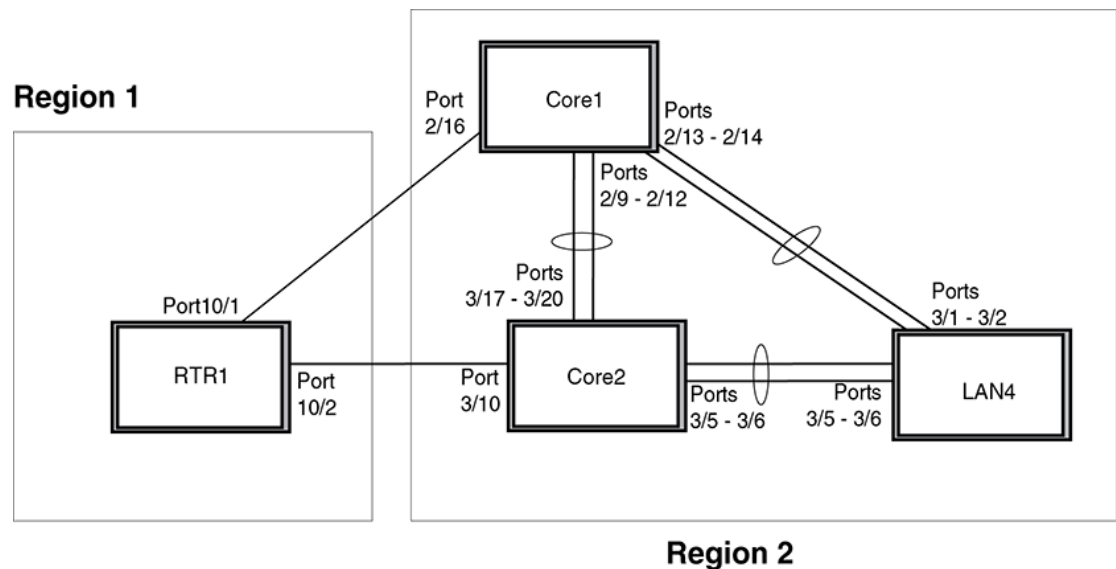 Region 1
Port
2/16
Core1
Ports
2/13 - 2/14
Ports
2/9 - 2/12
Ports
3/17 - 3/20
Port10/1
Ports
3/1 - 3/2
RTR1
Port
10/2
Port
3/10
Core2
Ports
3/5 - 3/6
Ports
3/5 - 3/6
LAN4
Region 2